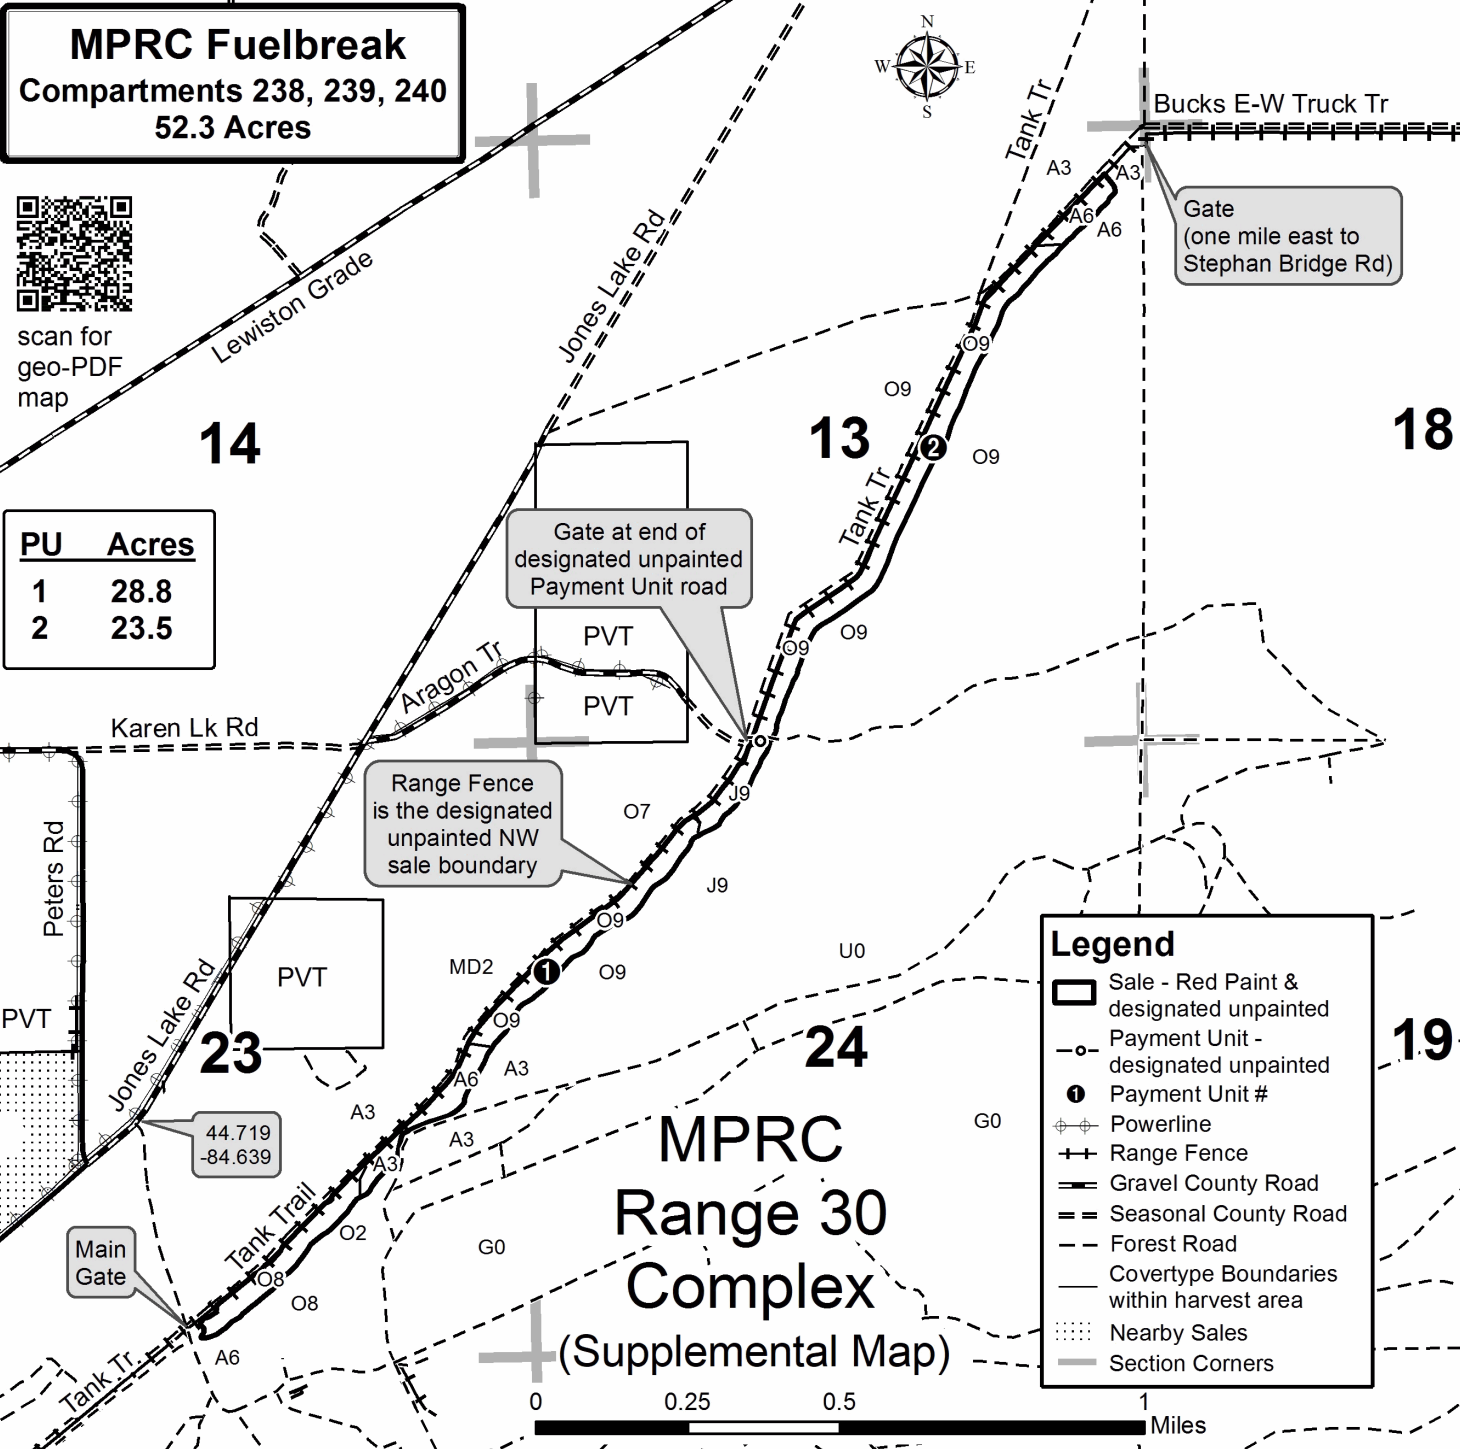 MPRC Fuelbreak
Compartments 238, 239, 240
52.3 Acres
N
W
E
S
Tank Tr
Bucks E-W Truck Tr
A3
A3
A6
A6
Gate
(one mile east to
Stephan Bridge Rd)
scan for
geo-PDF
map
Lewiston Grade
Jones Lake Rd
O9
O9
14
13
18
2
O9
Tank Tr
PU Acres
1 28.8
2 23.5
Gate at end of
designated unpainted
Payment Unit road
PVT
O9
O9
Aragon Tr
PVT
Karen Lk Rd
Range Fence
is the designated
unpainted NW
sale boundary
O7
J9
J9
Peters Rd
O9
MD2
1
O9
U0
PVT
PVT
Jones Lake Rd
23
O9
24
19
A3
A6
A3
A3
A3
G0
44.719
-84.639
MPRC
Range 30
Complex
(Supplemental Map)
Tank Trail
O2
G0
Main
Gate
O8
O8
A6
Tank Tr.
Legend
Sale - Red Paint &
designated unpainted
Payment Unit -
designated unpainted
1 Payment Unit #
Powerline
Range Fence
Gravel County Road
Seasonal County Road
Forest Road
Covertype Boundaries
within harvest area
Nearby Sales
Section Corners
0 0.25 0.5 1
Miles